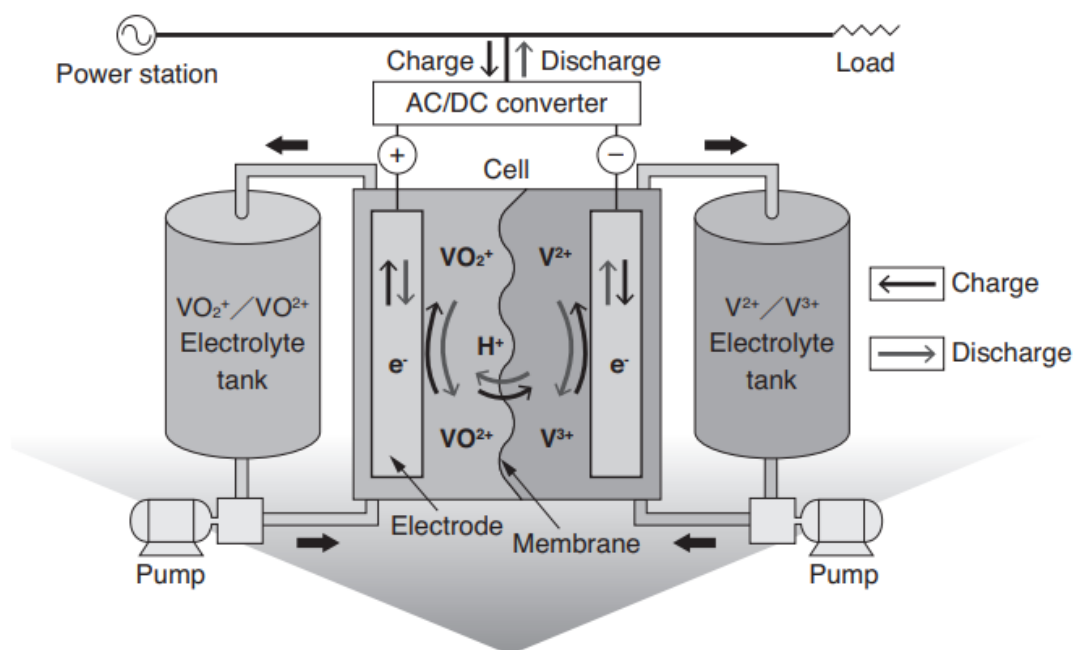 Power station
Charge
Discharge
Load
AC/DC converter
+
Cell
−
VO₂⁺／VO²⁺
Electrolyte
tank
e⁻
VO₂⁺
V²⁺
H⁺
VO²⁺
V³⁺
e⁻
V²⁺／V³⁺
Electrolyte
tank
Charge
Discharge
Electrode
Membrane
Pump
Pump